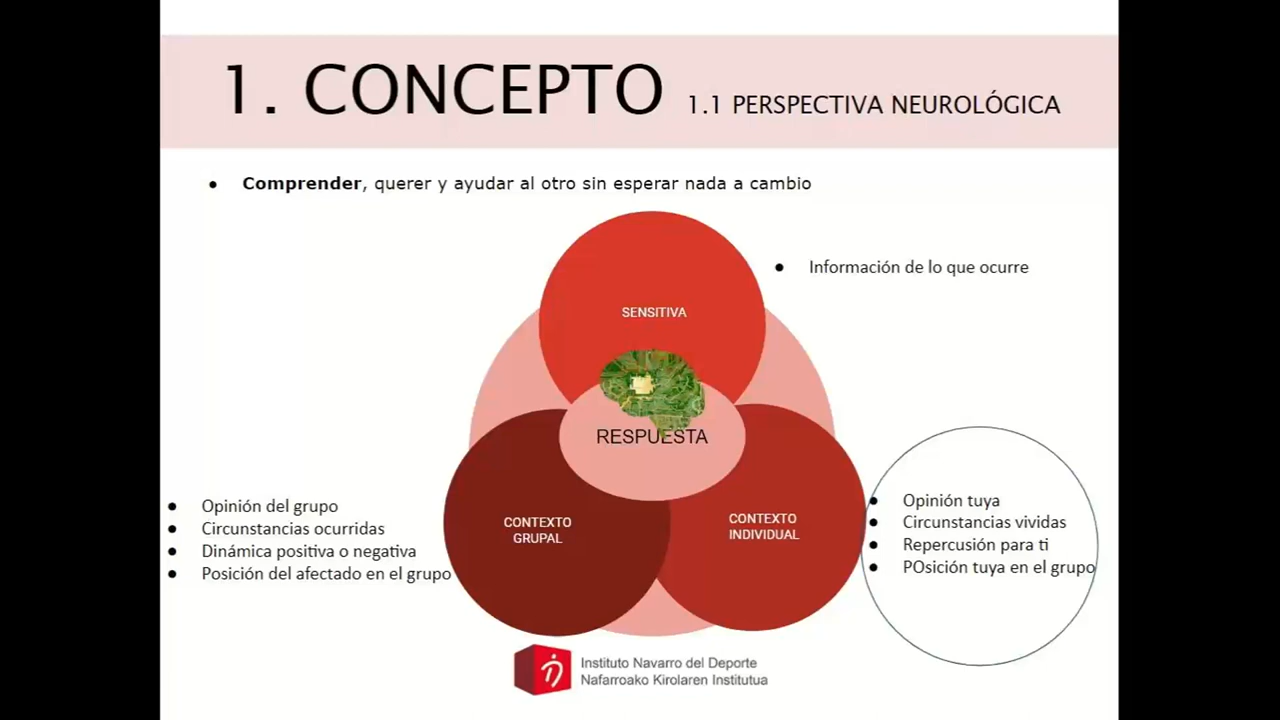 1. CONCEPTO 1.1 PERSPECTIVA NEUROLÓGICA
● Comprender, querer y ayudar al otro sin esperar nada a cambio
● Información de lo que ocurre
SENSITIVA
RESPUESTA
CONTEXTO
GRUPAL
CONTEXTO
INDIVIDUAL
● Opinión del grupo
● Circunstancias ocurridas
● Dinámica positiva o negativa
● Posición del afectado en el grupo
● Opinión tuya
● Circunstancias vividas
● Repercusión para ti
● POsición tuya en el grupo
Instituto Navarro del Deporte
Nafarroako Kirolaren Institutua